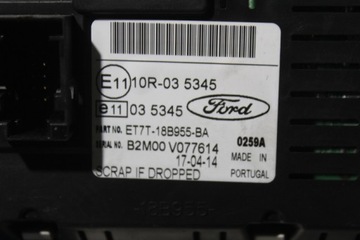 E11 10R-03 5345
e11 03 5345 Ford
PART NO. ET7T-18B955-BA
SERIAL NO. B2M00 V077614 0259A
17-04-14 MADE IN
SCRAP IF DROPPED PORTUGAL